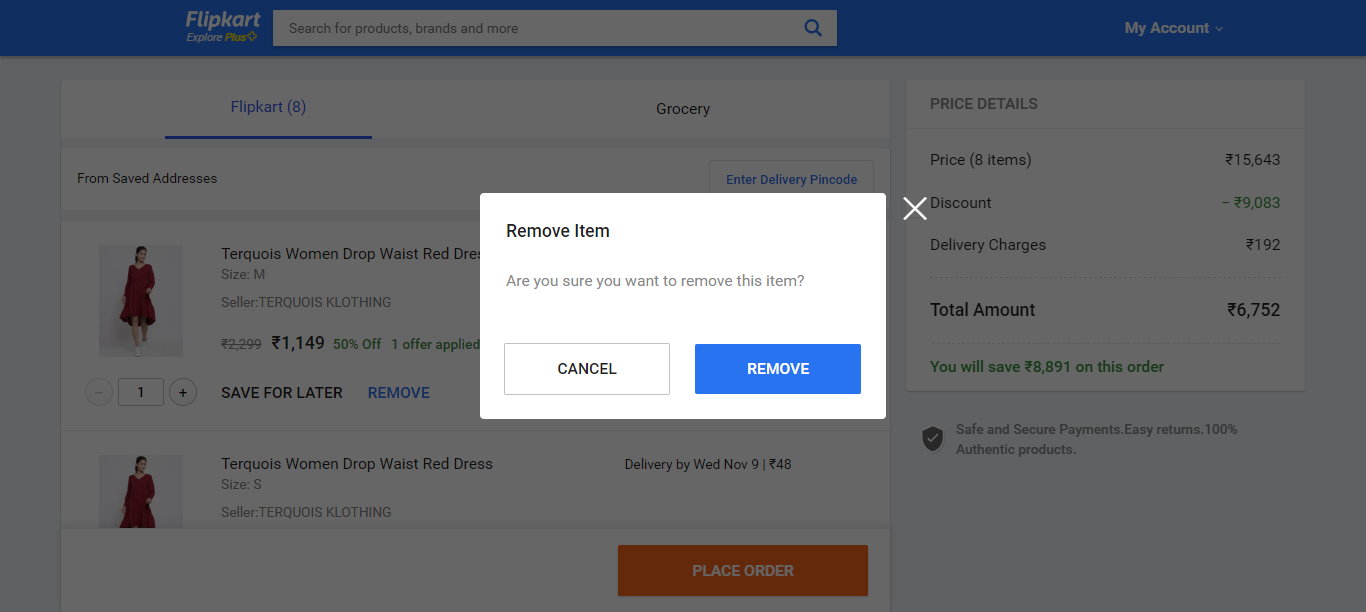 Flipkart
Explore Plus
Search for products, brands and more
My Account
Flipkart (8)
Grocery
From Saved Addresses
Enter Delivery Pincode
Terquois Women Drop Waist Red Dres
Size: M
Seller:TERQUOIS KLOTHING
₹2,299 ₹1,149 50% Off 1 offer applied
1 +
SAVE FOR LATER
REMOVE
Terquois Women Drop Waist Red Dress
Size: S
Seller:TERQUOIS KLOTHING
Delivery by Wed Nov 9 | ₹48
PLACE ORDER
Remove Item
Are you sure you want to remove this item?
CANCEL
REMOVE
PRICE DETAILS
Price (8 items) ₹15,643
Discount − ₹9,083
Delivery Charges ₹192
Total Amount ₹6,752
You will save ₹8,891 on this order
Safe and Secure Payments.Easy returns.100%
Authentic products.